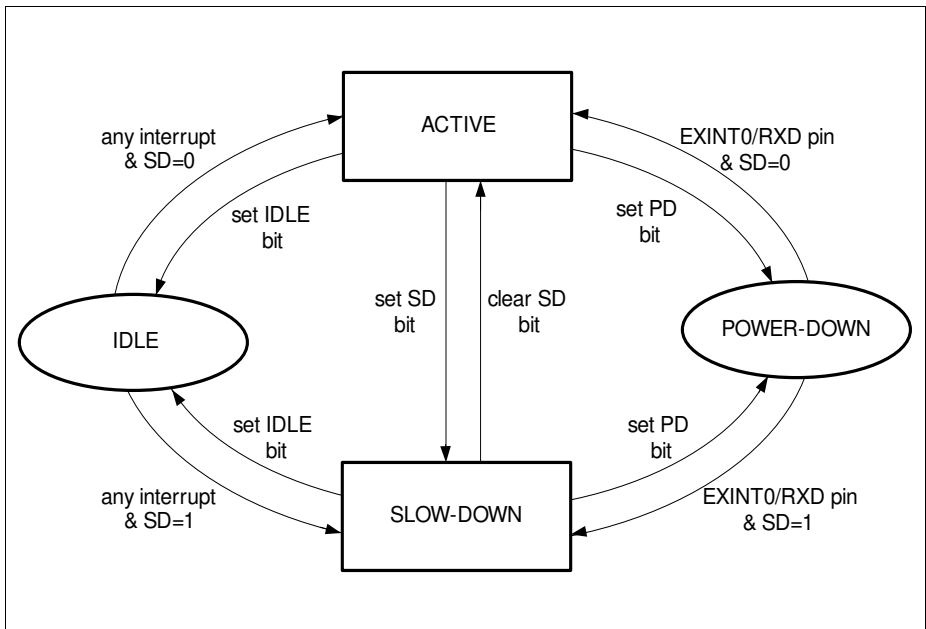 ACTIVE
any interrupt
& SD=0
EXINT0/RXD pin
& SD=0
set IDLE
bit
set PD
bit
set SD
bit
clear SD
bit
IDLE
POWER-DOWN
set IDLE
bit
set PD
bit
any interrupt
& SD=1
SLOW-DOWN
EXINT0/RXD pin
& SD=1